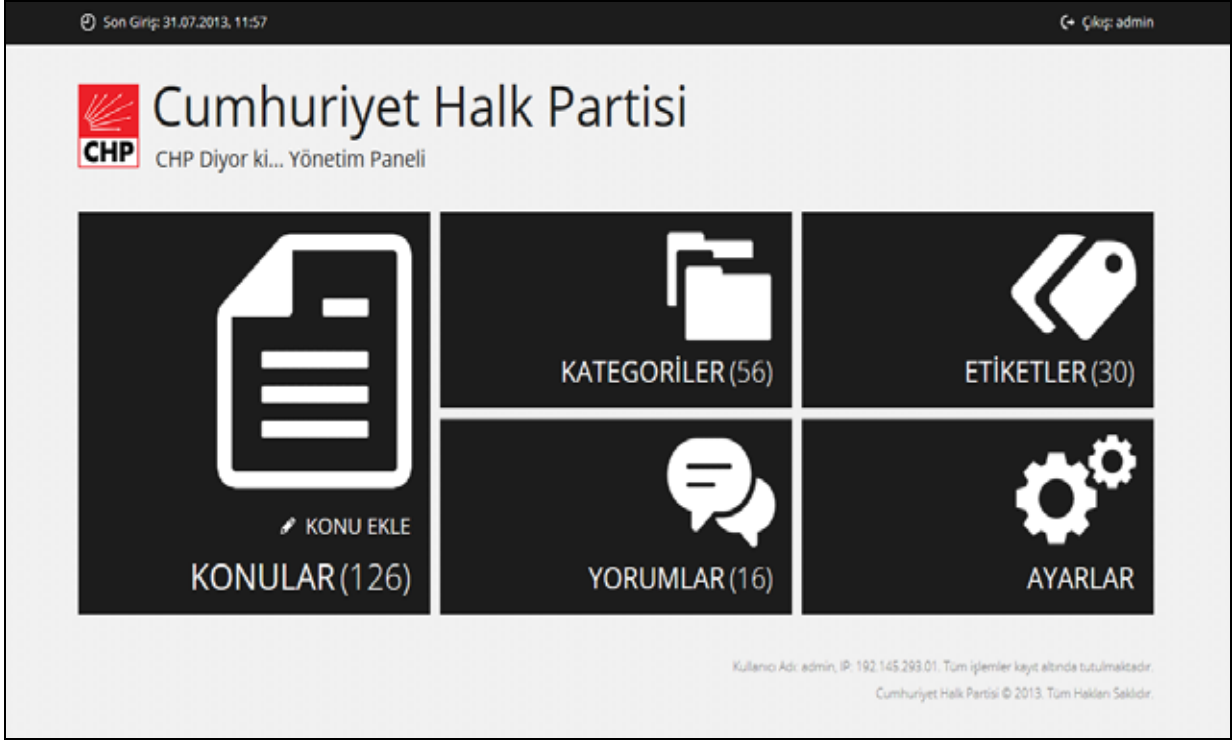 Son Giriş: 31.07.2013, 11:57
Çıkış: admin
Cumhuriyet Halk Partisi
CHP
CHP Diyor ki... Yönetim Paneli
KONU EKLE
KONULAR (126)
KATEGORİLER (56)
ETİKETLER (30)
YORUMLAR (16)
AYARLAR
Kullanıcı Adı: admin, IP: 192.145.293.01. Tüm işlemler kayıt altında tutulmaktadır.
Cumhuriyet Halk Partisi © 2013. Tüm Hakları Saklıdır.